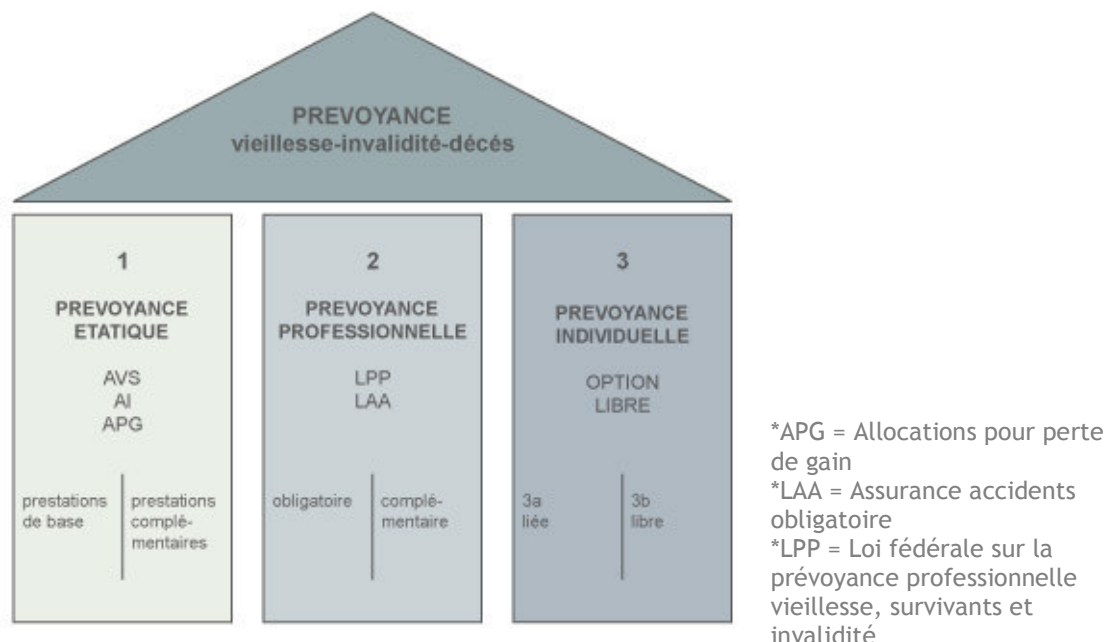 PREVOYANCE
vieillesse-invalidité-décés
1
PREVOYANCE
ETATIQUE
AVS
AI
APG
prestations
de base
prestations
complé-
mentaires
2
PREVOYANCE
PROFESSIONNELLE
LPP
LAA
obligatoire
complé-
mentaire
3
PREVOYANCE
INDIVIDUELLE
OPTION
LIBRE
3a
liée
3b
libre
*APG = Allocations pour perte
de gain
*LAA = Assurance accidents
obligatoire
*LPP = Loi fédérale sur la
prévoyance professionnelle
vieillesse, survivants et
invalidité